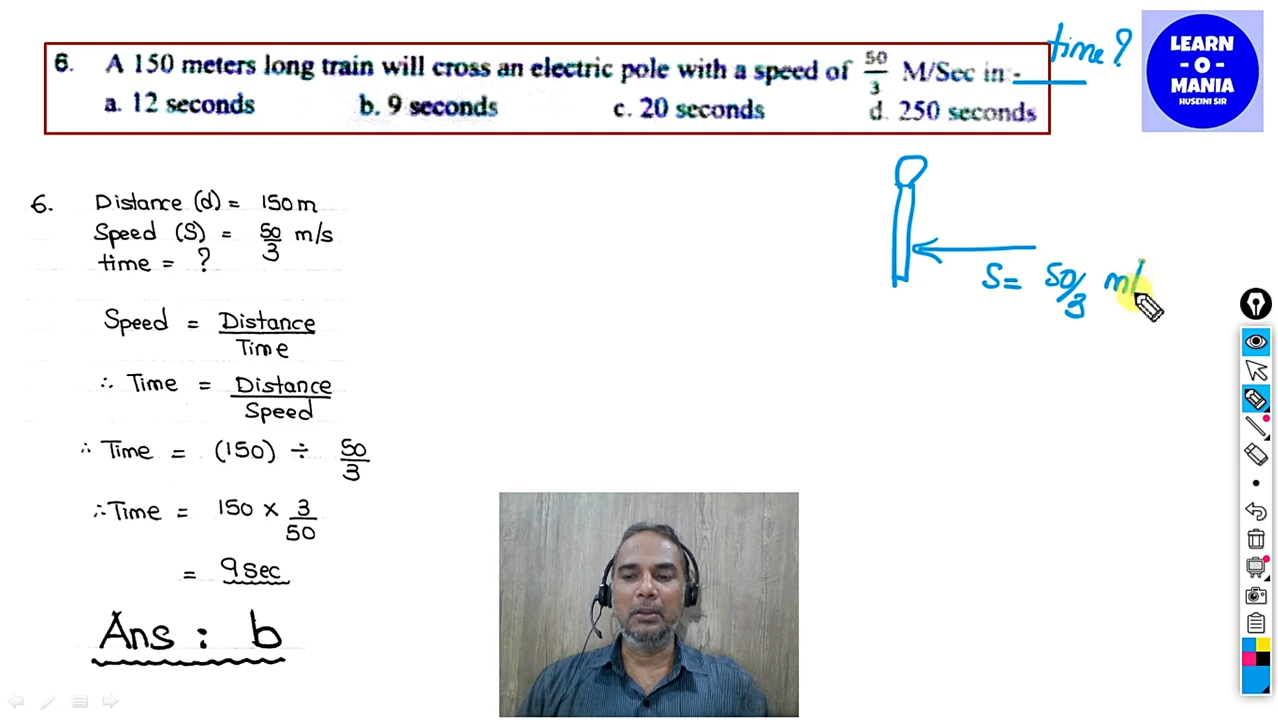 6. A 150 meters long train will cross an electric pole with a speed of 50/3 M/Sec in:-
a. 12 seconds b. 9 seconds c. 20 seconds d. 250 seconds
time ?
LEARN
-O-
MANIA
HUSEINI SIR
6. Distance (d) = 150 m
Speed (S) = 50/3 m/s
time = ?
Speed = Distance/Time
∴ Time = Distance/Speed
∴ Time = (150) ÷ 50/3
∴ Time = 150 × 3/50
= 9 sec
Ans : b
S = 50/3 m/